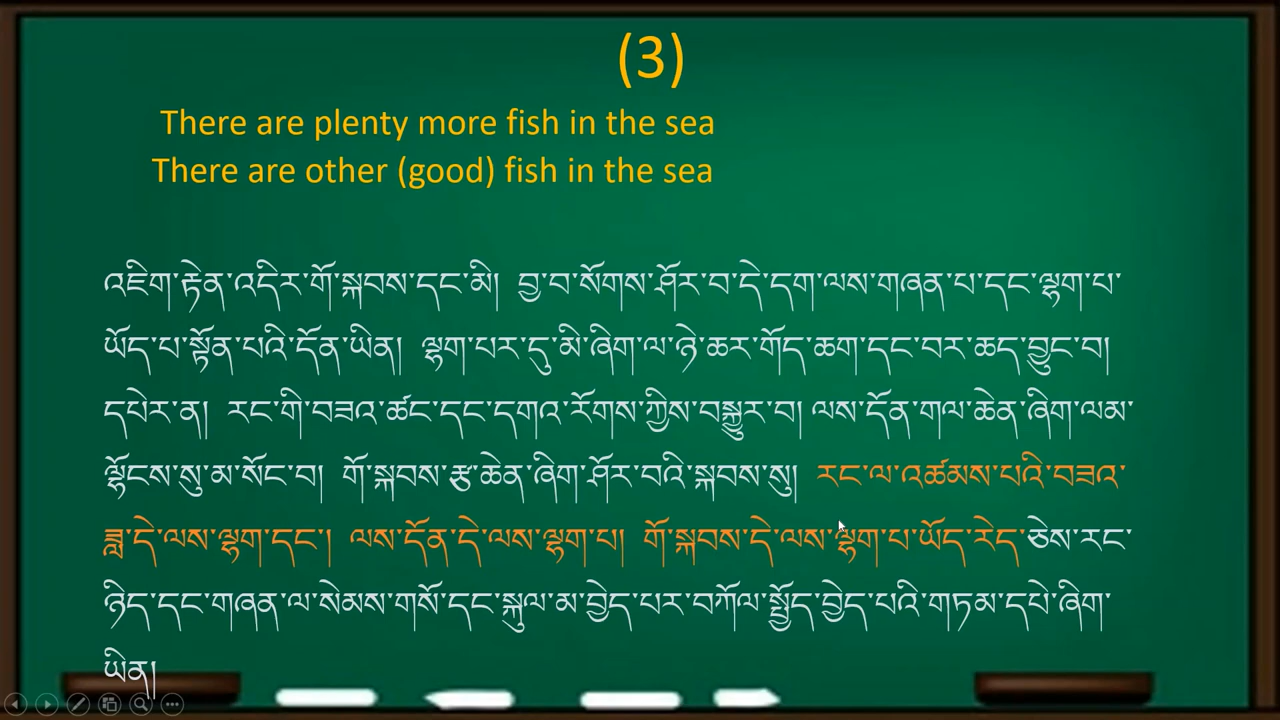 (3)
There are plenty more fish in the sea
There are other (good) fish in the sea
འཇིག་རྟེན་འདིར་གོ་སྐབས་དང་མི། བྱ་བ་སོགས་ཤོར་བ་དེ་དག་ལས་གཞན་པ་དང་ལྷག་པ་
ཡོད་པ་སྟོན་པའི་དོན་ཡིན། ལྷག་པར་དུ་མི་ཞིག་ལ་ཉེ་ཆར་གོད་ཆག་དང་བར་ཆད་བྱུང་བ།
དཔེར་ན། རང་གི་བཟའ་ཚང་དང་དགའ་རོགས་ཀྱིས་བསྒྱུར་བ། ལས་དོན་གལ་ཆེན་ཞིག་ལམ་
ལྷོངས་སུ་མ་སོང་བ། གོ་སྐབས་རྩ་ཆེན་ཞིག་ཤོར་བའི་སྐབས་སུ། རང་ལ་འཚམས་པའི་བཟའ་
ཟླ་དེ་ལས་ལྷག་དང་། ལས་དོན་དེ་ལས་ལྷག་པ། གོ་སྐབས་དེ་ལས་ལྷག་པ་ཡོད་རེད་ཅེས་རང་
ཉིད་དང་གཞན་ལ་སེམས་གསོ་དང་སྐུལ་མ་བྱེད་པར་བཀོལ་སྤྱོད་བྱེད་པའི་གཏམ་དཔེ་ཞིག་
ཡིན།